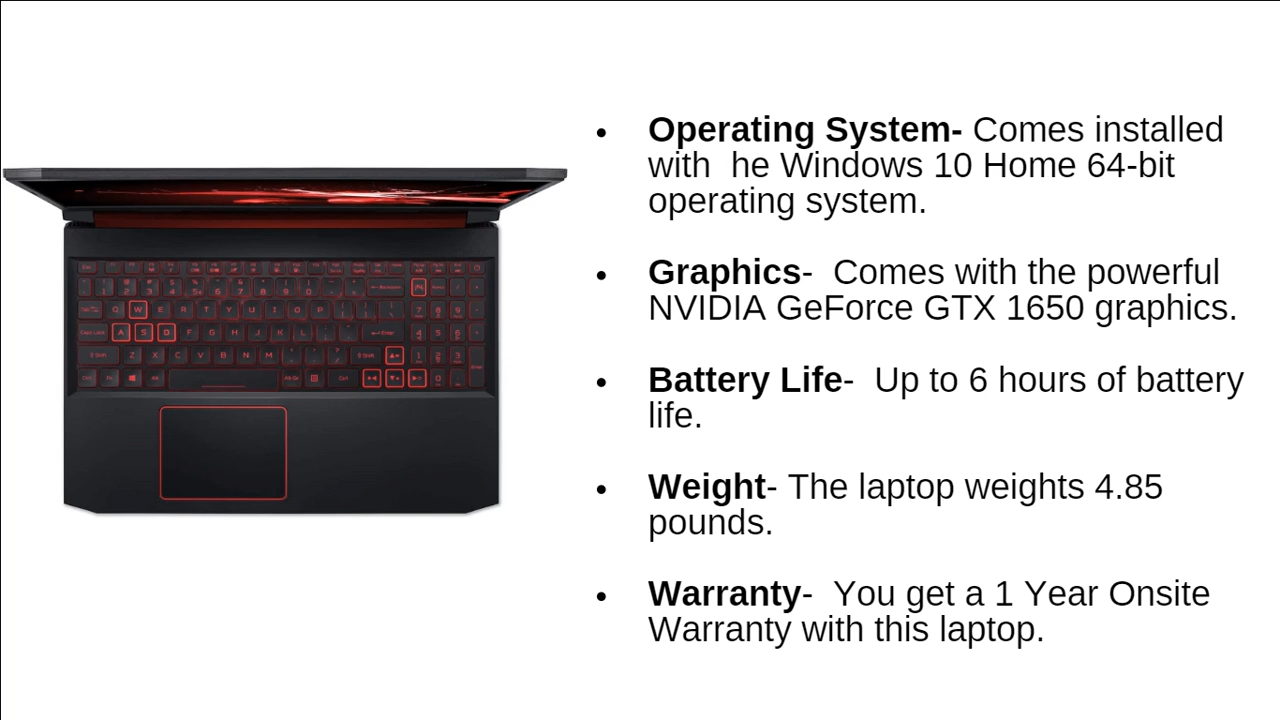 Operating System- Comes installed
with  he Windows 10 Home 64-bit
operating system.
Graphics-  Comes with the powerful
NVIDIA GeForce GTX 1650 graphics.
Battery Life-  Up to 6 hours of battery
life.
Weight- The laptop weights 4.85
pounds.
Warranty-  You get a 1 Year Onsite
Warranty with this laptop.